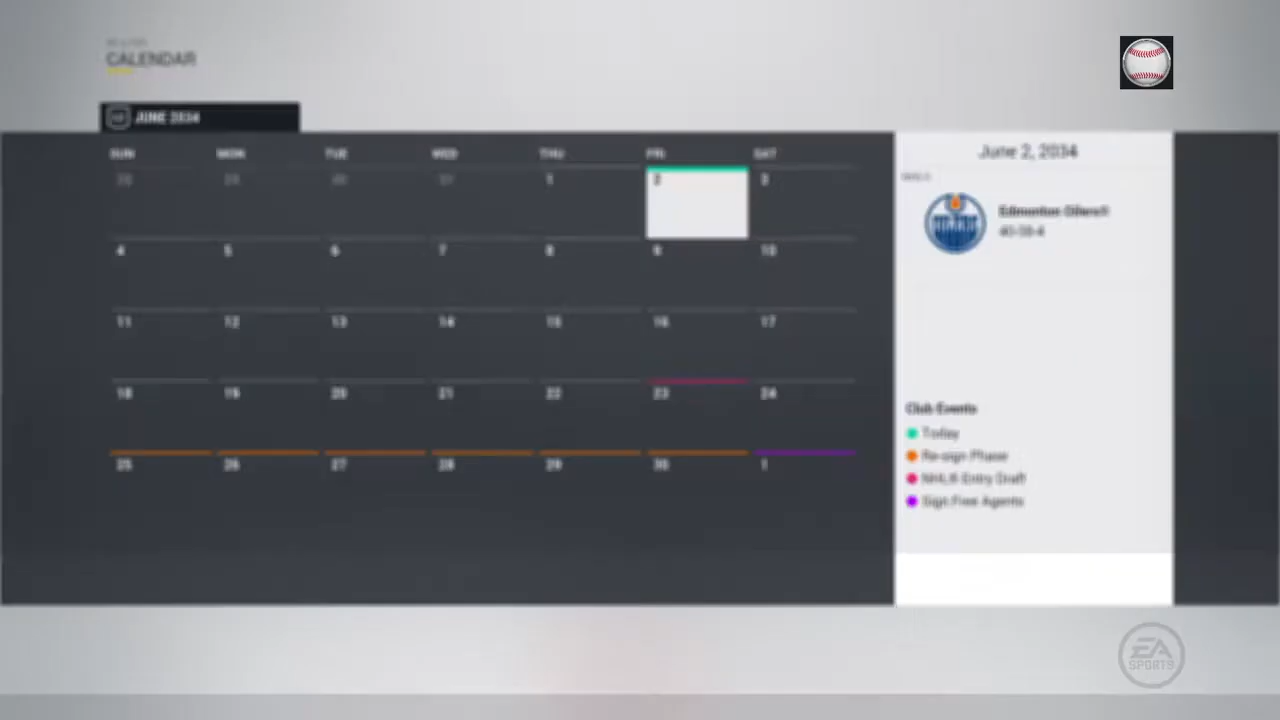 CALENDAR
JUNE 2034
SUN MON TUE WED THU FRI SAT
1 2 3
4 5 6 7 8 9 10
11 12 13 14 15 16 17
18 19 20 21 22 23 24
25 26 27 28 29 30 1
June 2, 2034
Edmonton Oilers®
Club Events
Today
Re-sign Phase
NHL® Entry Draft
Sign Free Agents
EA
SPORTS